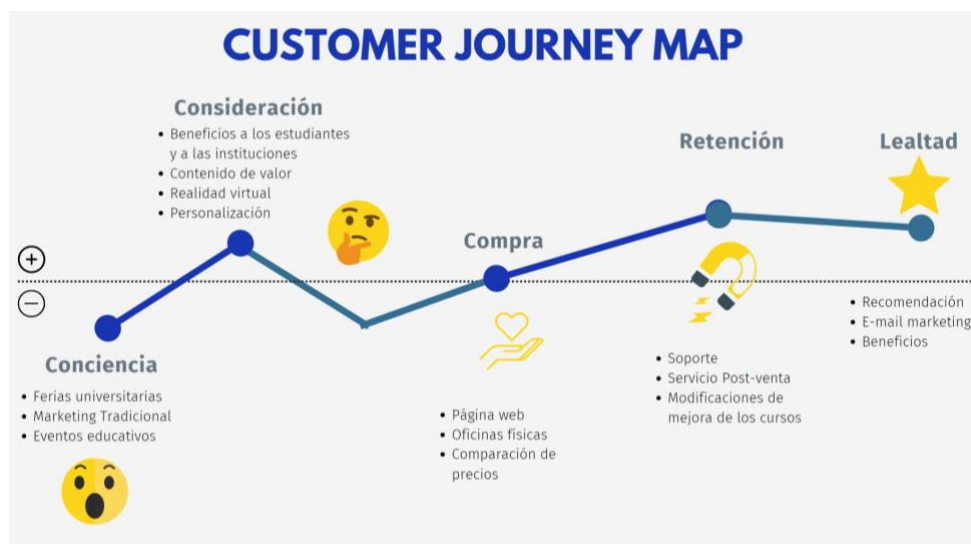 CUSTOMER JOURNEY MAP
Consideración
• Beneficios a los estudiantes
y a las instituciones
• Contenido de valor
• Realidad virtual
• Personalización
Retención
Lealtad
Compra
+
−
Conciencia
• Ferias universitarias
• Marketing Tradicional
• Eventos educativos
• Página web
• Oficinas físicas
• Comparación de
precios
• Soporte
• Servicio Post-venta
• Modificaciones de
mejora de los cursos
• Recomendación
• E-mail marketing
• Beneficios